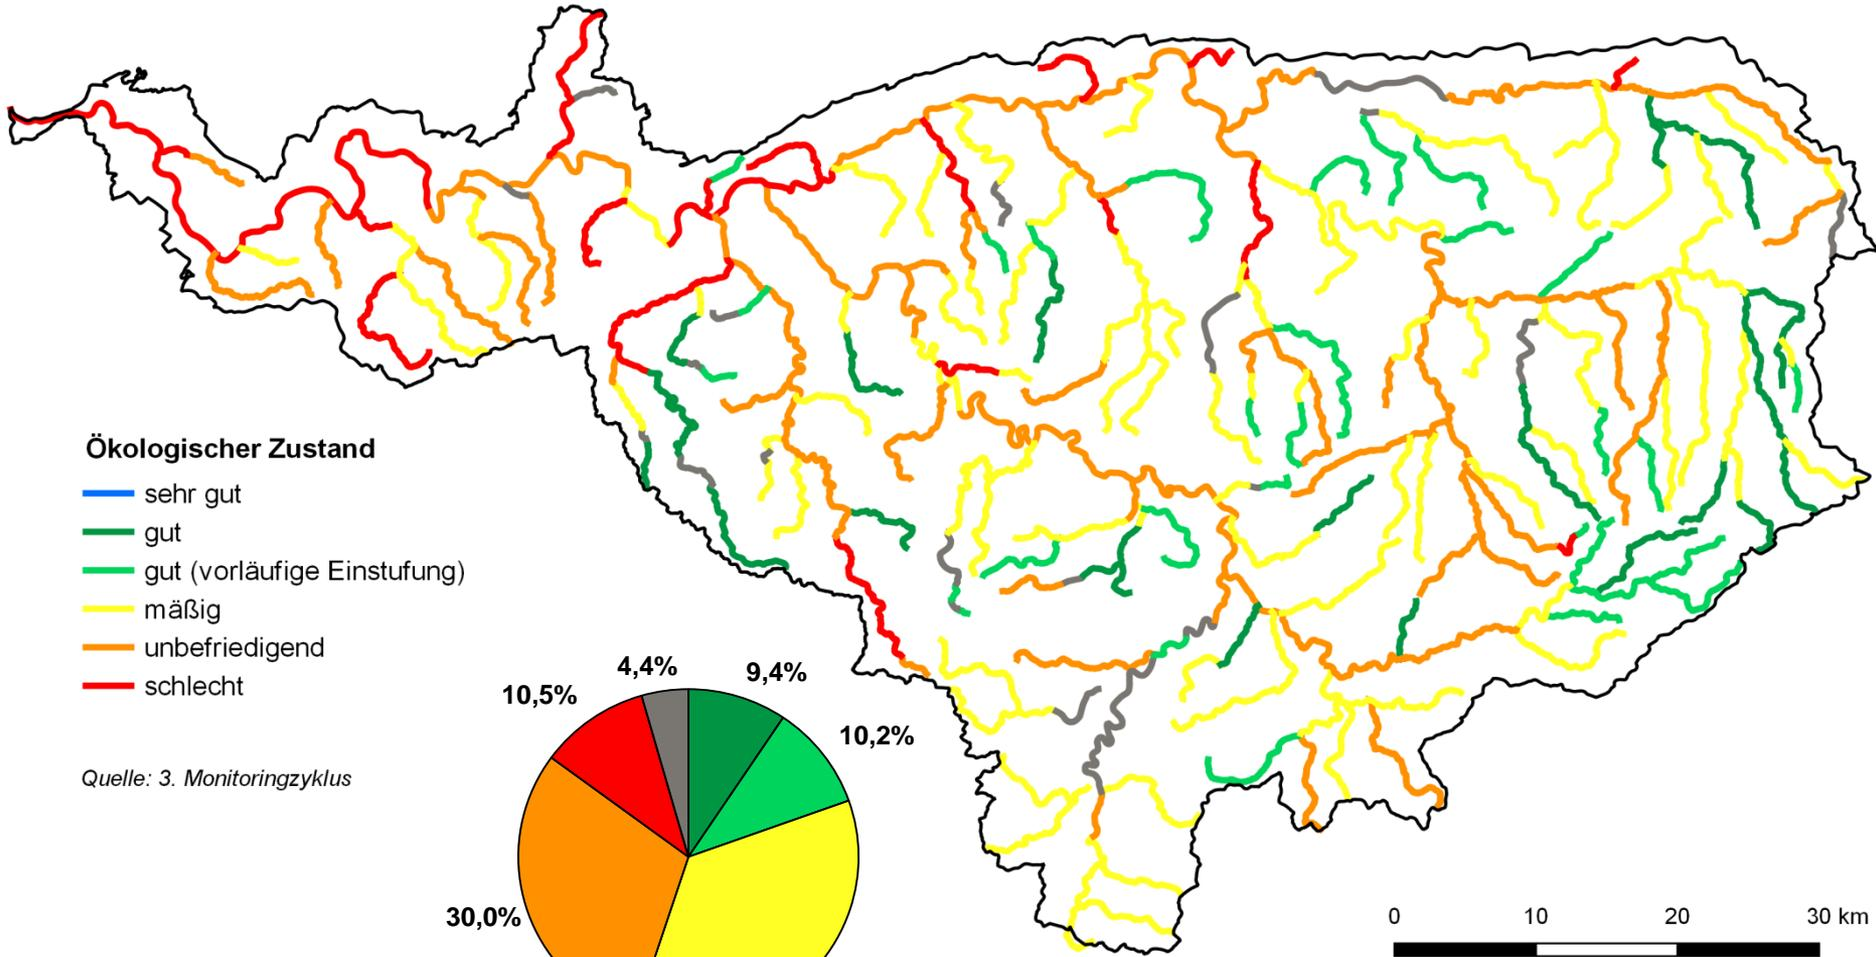 Ökologischer Zustand
sehr gut
gut
gut (vorläufige Einstufung)
mäßig
unbefriedigend
schlecht
Quelle: 3. Monitoringzyklus
4,4%
9,4%
10,5%
10,2%
30,0%
0 10 20 30 km